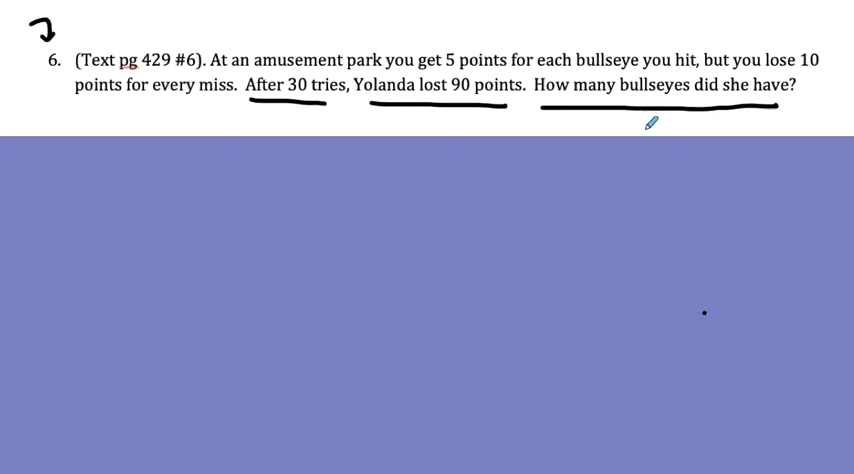 6. (Text pg 429 #6). At an amusement park you get 5 points for each bullseye you hit, but you lose 10
points for every miss. After 30 tries, Yolanda lost 90 points. How many bullseyes did she have?